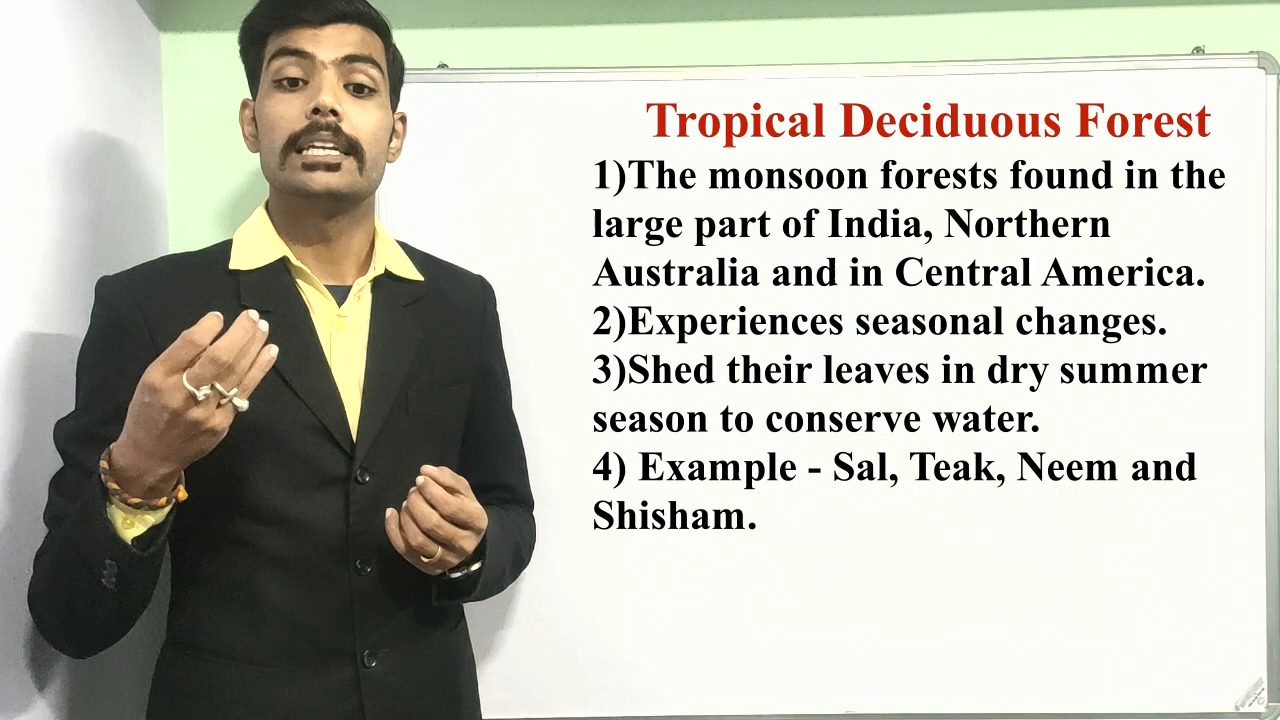 Tropical Deciduous Forest
1)The monsoon forests found in the
large part of India, Northern
Australia and in Central America.
2)Experiences seasonal changes.
3)Shed their leaves in dry summer
season to conserve water.
4) Example - Sal, Teak, Neem and
Shisham.